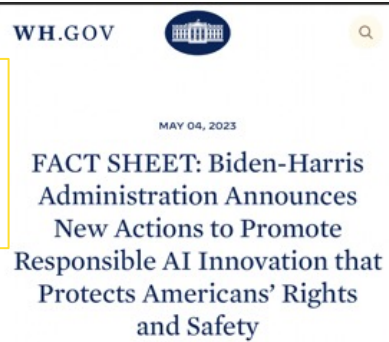 WH.GOV
MAY 04, 2023
FACT SHEET: Biden-Harris
Administration Announces
New Actions to Promote
Responsible AI Innovation that
Protects Americans’ Rights
and Safety